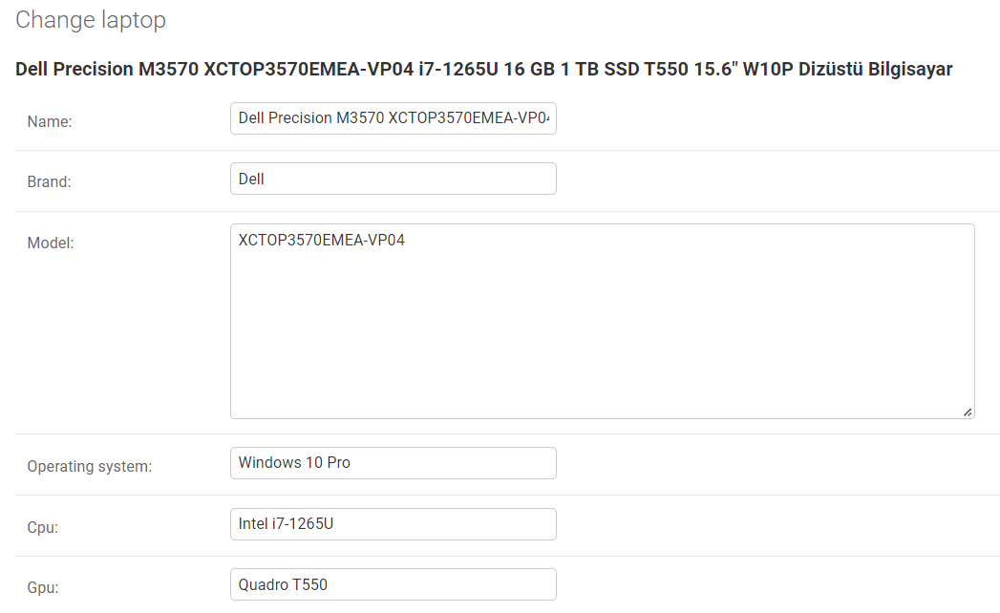 Change laptop
Dell Precision M3570 XCTOP3570EMEA-VP04 i7-1265U 16 GB 1 TB SSD T550 15.6" W10P Dizüstü Bilgisayar
Name: Dell Precision M3570 XCTOP3570EMEA-VP04
Brand: Dell
Model: XCTOP3570EMEA-VP04
Operating system: Windows 10 Pro
Cpu: Intel i7-1265U
Gpu: Quadro T550